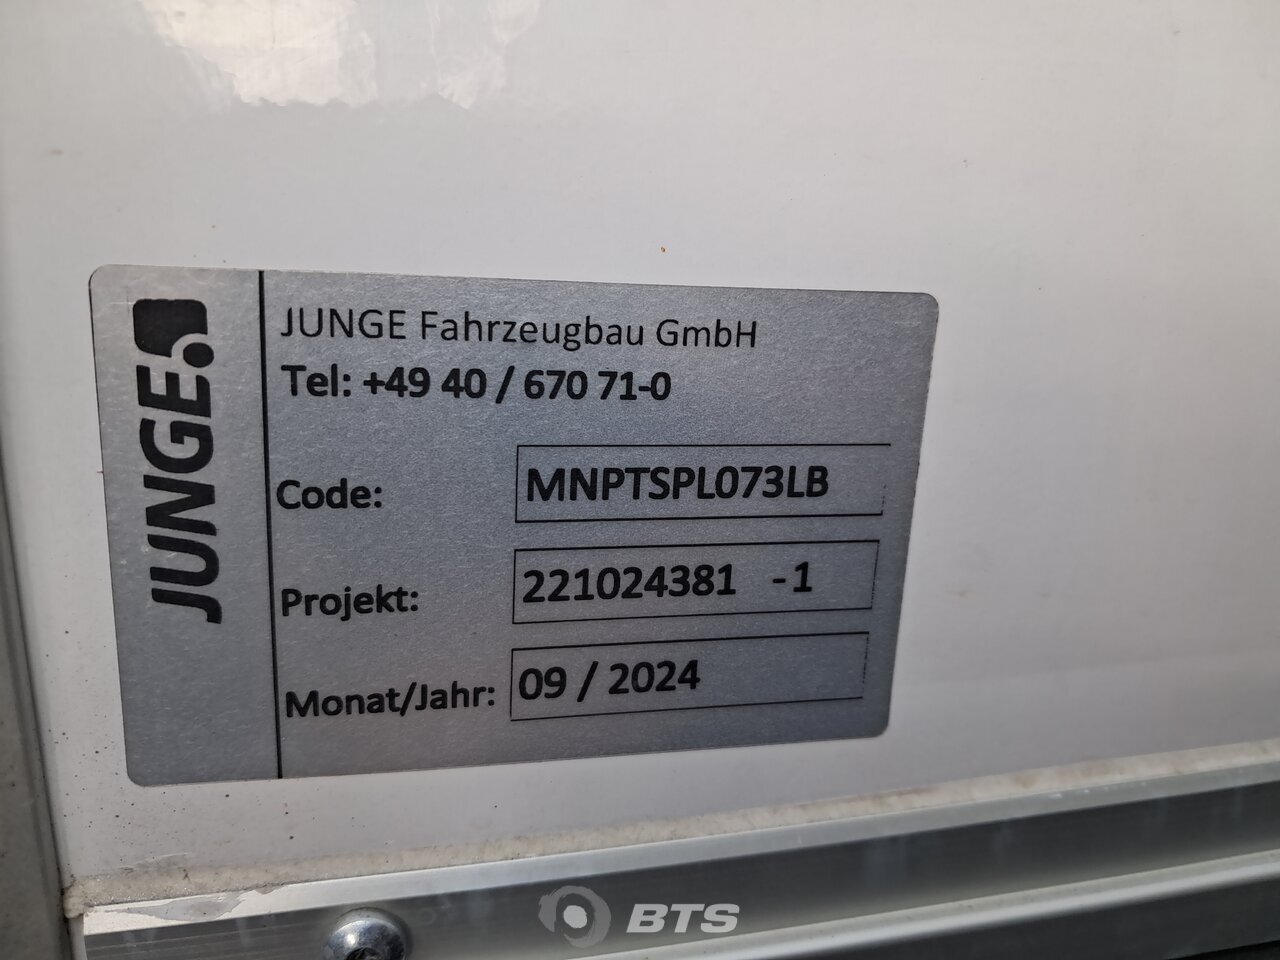 JUNGE.
JUNGE Fahrzeugbau GmbH
Tel: +49 40 / 670 71-0
Code: MNPTSPL073LB
Projekt: 221024381 -1
Monat/Jahr: 09 / 2024
BTS